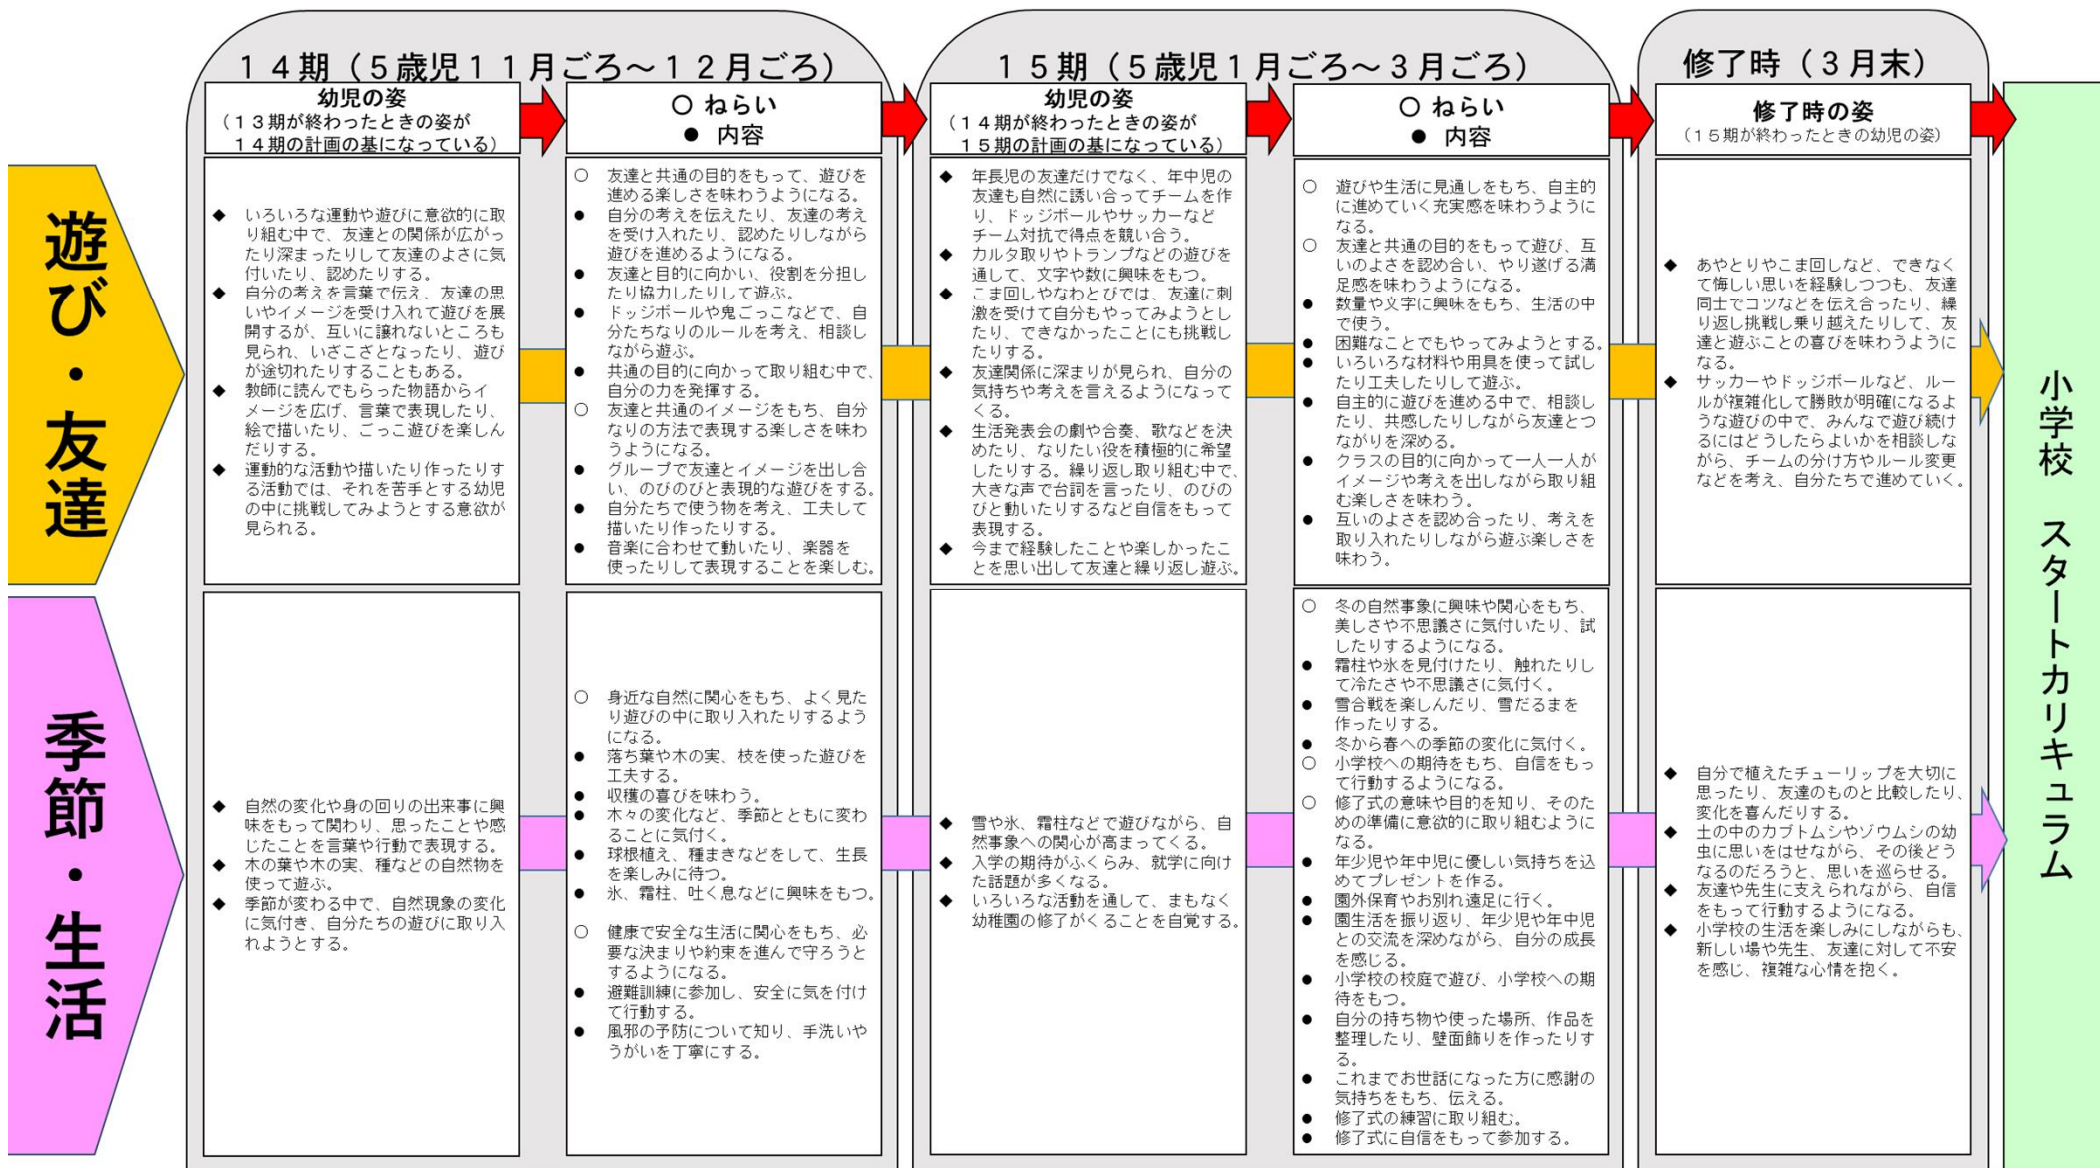 14期(5歳児11月ごろ~12月ごろ)
幼児の姿
(13期が終わったときの姿が
14期の計画の基になっている)
○ ねらい
● 内容
15期(5歳児1月ごろ~3月ごろ)
幼児の姿
(14期が終わったときの姿が
15期の計画の基になっている)
○ ねらい
● 内容
修了時(3月末)
修了時の姿
(15期が終わったときの幼児の姿)
遊び・友達
◆ いろいろな運動や遊びに意欲的に取
り組む中で、友達との関係が広がっ
たり深まったりして友達のよさに気
付いたり、認めたりする。
◆ 自分の考えを言葉で伝え、友達の思
いやイメージを受け入れて遊びを展
開するが、互いに譲れないところも
見られ、いざこざとなったり、遊び
が途切れたりすることもある。
◆ 教師に読んでもらった物語からイ
メージを広げ、言葉で表現したり、
絵で描いたり、ごっこ遊びを楽しん
だりする。
◆ 運動的な活動や描いたり作ったりす
る活動では、それを苦手とする幼児
の中に挑戦してみようとする意欲が
見られる。
○ 友達と共通の目的をもって、遊びを
進める楽しさを味わうようになる。
● 自分の考えを伝えたり、友達の考え
を受け入れたり、認めたりしながら
遊びを進めるようになる。
● 友達と目的に向かい、役割を分担し
たり協力したりして遊ぶ。
● ドッジボールや鬼ごっこなどで、自
分たちなりのルールを考え、相談し
ながら遊ぶ。
● 共通の目的に向かって取り組む中で、
自分の力を発揮する。
○ 友達と共通のイメージをもち、自分
なりの方法で表現する楽しさを味わ
うようになる。
● グループで友達とイメージを出し合
い、のびのびと表現的な遊びをする。
● 自分たちで使う物を考え、工夫して
描いたり作ったりする。
● 音楽に合わせて動いたり、楽器を
使ったりして表現することを楽しむ。
◆ 年長児の友達だけでなく、年中児の
友達も自然に誘い合ってチームを作
り、ドッジボールやサッカーなど
チーム対抗で得点を競い合う。
◆ カルタ取りやトランプなどの遊びを
通して、文字や数に興味をもつ。
◆ こま回しやなわとびでは、友達に刺
激を受けて自分もやってみようとし
たり、できなかったことにも挑戦し
たりする。
◆ 友達関係に深まりが見られ、自分の
気持ちや考えを言えるようになって
くる。
◆ 生活発表会の劇や合奏、歌などを決
めたり、なりたい役を積極的に希望
したりする。繰り返し取り組む中で、
大きな声で台詞を言ったり、のびの
びと動いたりするなど自信をもって
表現する。
◆ 今まで経験したことや楽しかったこ
とを思い出して友達と繰り返し遊ぶ。
○ 遊びや生活に見通しをもち、自主的
に進めていく充実感を味わうように
なる。
○ 友達と共通の目的をもって遊び、互
いのよさを認め合い、やり遂げる満
足感を味わうようになる。
● 数量や文字に興味をもち、生活の中
で使う。
● 困難なことでもやってみようとする。
● いろいろな材料や用具を使って試し
たり工夫したりして遊ぶ。
● 自主的に遊びを進める中で、相談し
たり、共感したりしながら友達とつ
ながりを深める。
● クラスの目的に向かって一人一人が
イメージや考えを出しながら取り組
む楽しさを味わう。
● 互いのよさを認め合ったり、考えを
取り入れたりしながら遊ぶ楽しさを
味わう。
◆ あやとりやこま回しなど、できなく
て悔しい思いを経験しつつも、友達
同士でコツなどを伝え合ったり、繰
り返し挑戦し乗り越えたりして、友
達と遊ぶことの喜びを味わうように
なる。
◆ サッカーやドッジボールなど、ルー
ルが複雑化して勝敗が明確になるよ
うな遊びの中で、みんなで遊び続け
るにはどうしたらよいかを相談しな
がら、チームの分け方やルール変更
などを考え、自分たちで進めていく。
季節・生活
◆ 自然の変化や身の回りの出来事に興
味をもって関わり、思ったことや感
じたことを言葉や行動で表現する。
◆ 木の葉や木の実、種などの自然物を
使って遊ぶ。
◆ 季節が変わる中で、自然現象の変化
に気付き、自分たちの遊びに取り入
れようとする。
○ 身近な自然に関心をもち、よく見た
り遊びの中に取り入れたりするよう
になる。
● 落ち葉や木の実、枝を使った遊びを
工夫する。
● 収穫の喜びを味わう。
● 木々の変化など、季節とともに変わ
ることに気付く。
● 球根植え、種まきなどをして、生長
を楽しみに待つ。
● 氷、霜柱、吐く息などに興味をもつ。
○ 健康で安全な生活に関心をもち、必
要な決まりや約束を進んで守ろうと
するようになる。
● 避難訓練に参加し、安全に気を付け
て行動する。
● 風邪の予防について知り、手洗いや
うがいを丁寧にする。
◆ 雪や氷、霜柱などで遊びながら、自
然事象への関心が高まってくる。
◆ 入学の期待がふくらみ、就学に向け
た話題が多くなる。
◆ いろいろな活動を通して、まもなく
幼稚園の修了がくることを自覚する。
○ 冬の自然事象に興味や関心をもち、
美しさや不思議さに気付いたり、試
したりするようになる。
● 霜柱や氷を見付けたり、触れたりし
て冷たさや不思議さに気付く。
● 雪合戦を楽しんだり、雪だるまを
作ったりする。
● 冬から春への季節の変化に気付く。
○ 小学校への期待をもち、自信をもっ
て行動するようになる。
○ 修了式の意味や目的を知り、そのた
めの準備に意欲的に取り組むように
なる。
● 年少児や年中児に優しい気持ちを込
めてプレゼントを作る。
● 園外保育やお別れ遠足に行く。
● 園生活を振り返り、年少児や年中児
との交流を深めながら、自分の成長
を感じる。
● 小学校の校庭で遊び、小学校への期
待をもつ。
● 自分の持ち物や使った場所、作品を
整理したり、壁面飾りを作ったりす
る。
● これまでお世話になった方に感謝の
気持ちをもち、伝える。
● 修了式の練習に取り組む。
● 修了式に自信をもって参加する。
◆ 自分で植えたチューリップを大切に
思ったり、友達のものと比較したり、
変化を喜んだりする。
◆ 土の中のカブトムシやゾウムシの幼
虫に思いをはせながら、その後どう
なるのだろうと、思いを巡らせる。
◆ 友達や先生に支えられながら、自信
をもって行動するようになる。
◆ 小学校の生活を楽しみにしながらも、
新しい場や先生、友達に対して不安
を感じ、複雑な心情を抱く。
小学校 スタートカリキュラム